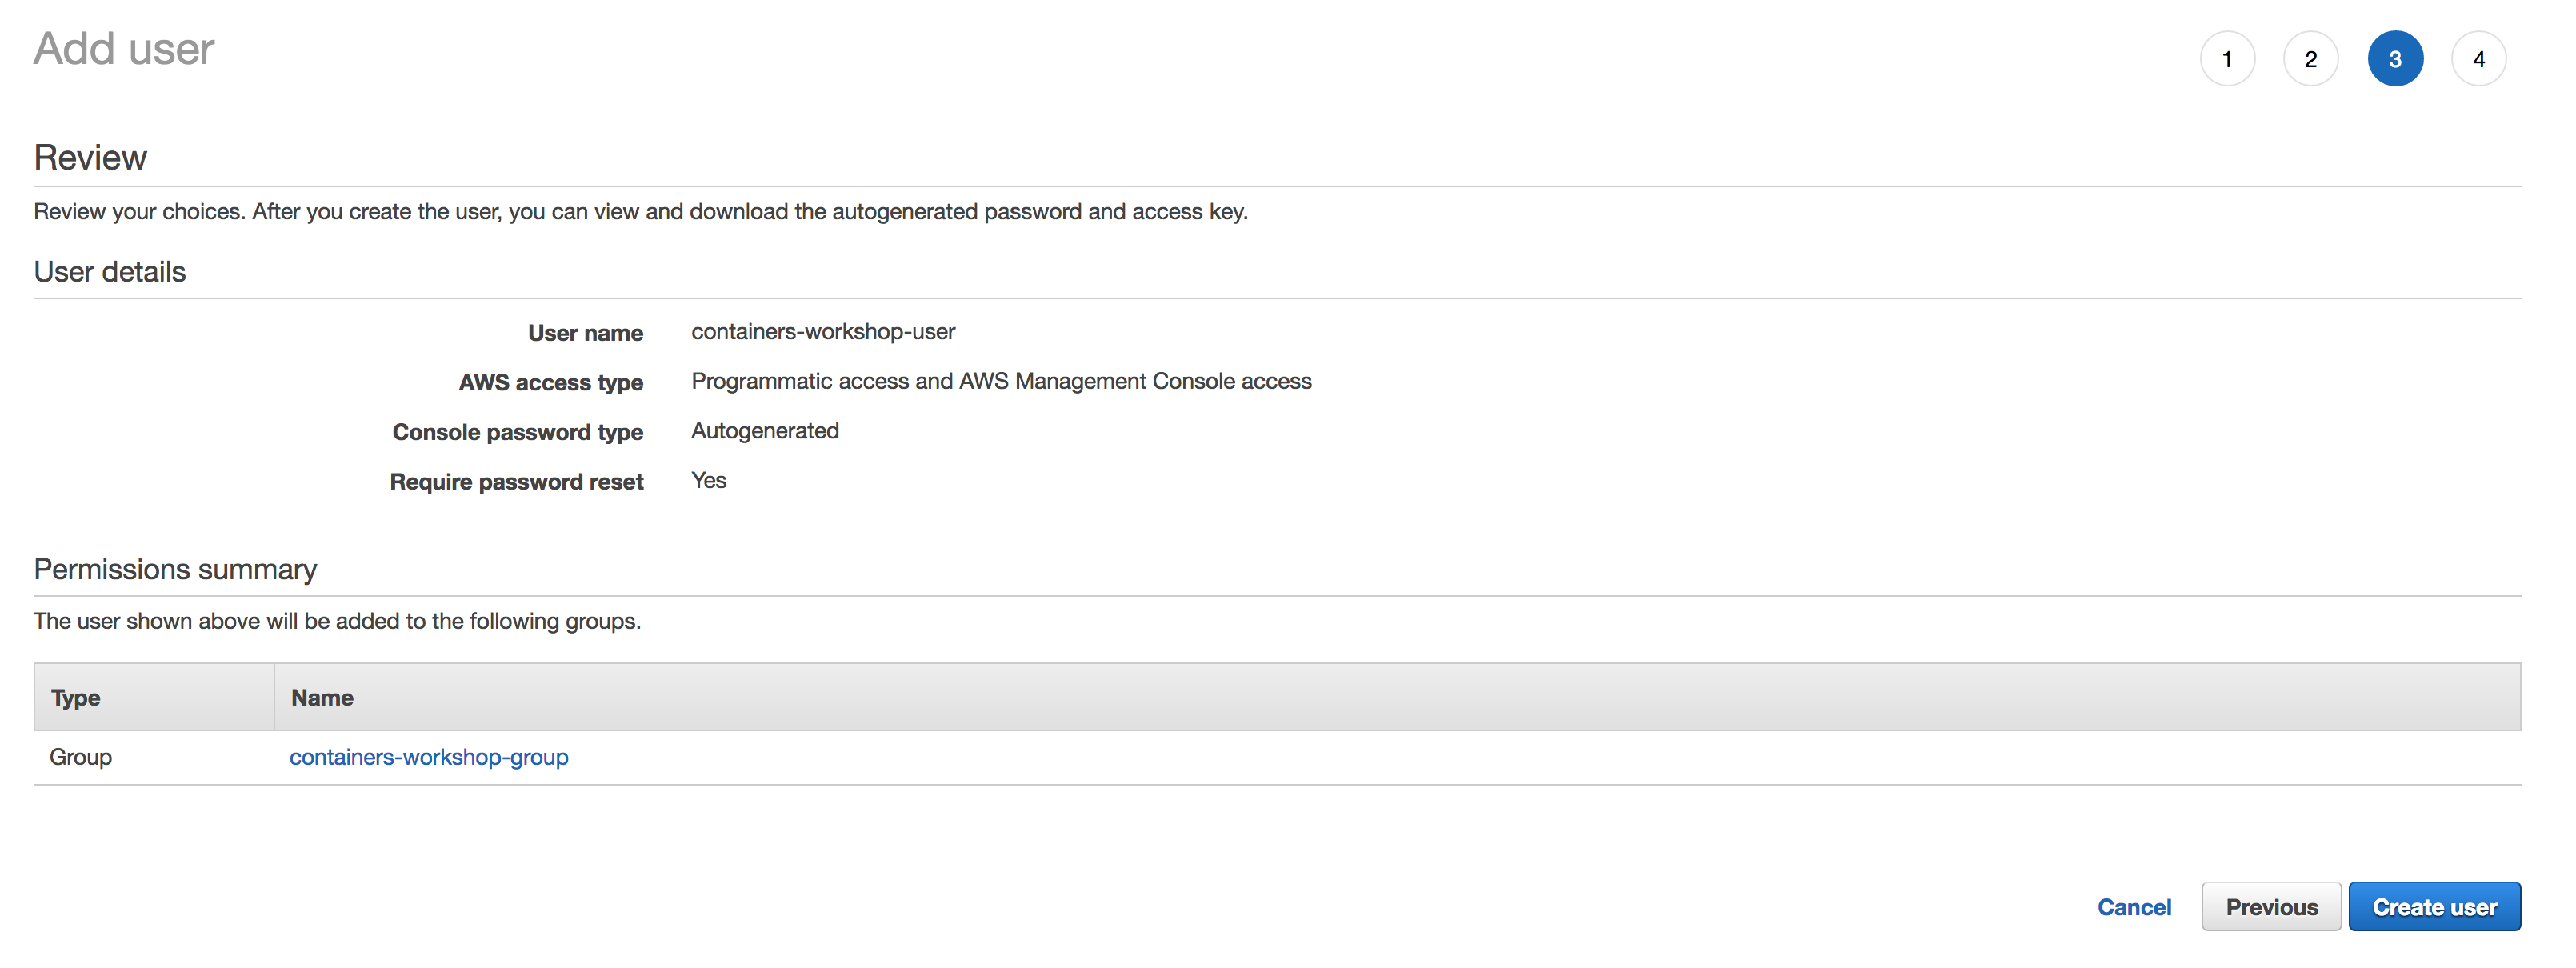 Add user
1 2 3 4
Review
Review your choices. After you create the user, you can view and download the autogenerated password and access key.
User details
User name containers-workshop-user
AWS access type Programmatic access and AWS Management Console access
Console password type Autogenerated
Require password reset Yes
Permissions summary
The user shown above will be added to the following groups.
Type Name
Group containers-workshop-group
Cancel Previous Create user